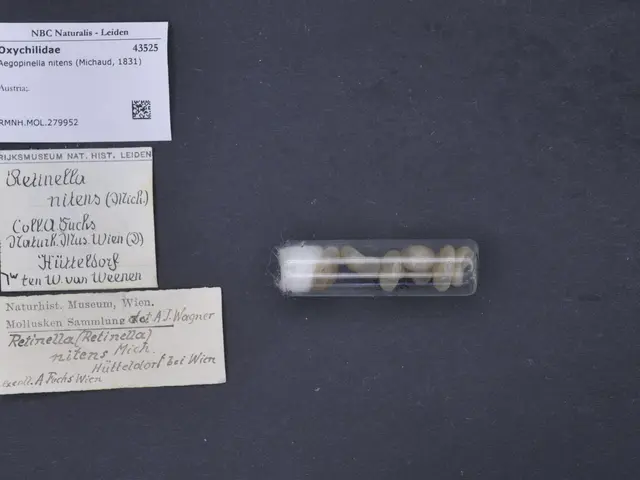 NBC Naturalis - Leiden
Oxychilidae 43525
Aegopinella nitens (Michaud, 1831)
Austria;
RMNH.MOL.279952
RIJKSMUSEUM NAT. HIST. LEIDEN
Retinella
nitens (Mich.)
Coll A Fuchs
Naturh. Mus. Wien
Hütteldorf
ten W. van Weenen
Naturhist. Museum, Wien.
Mollusken Sammlung det A.J. Wagner
Retinella (Retinella)
nitens Mich.
Hütteldorf bei Wien
A Fuchs Wien